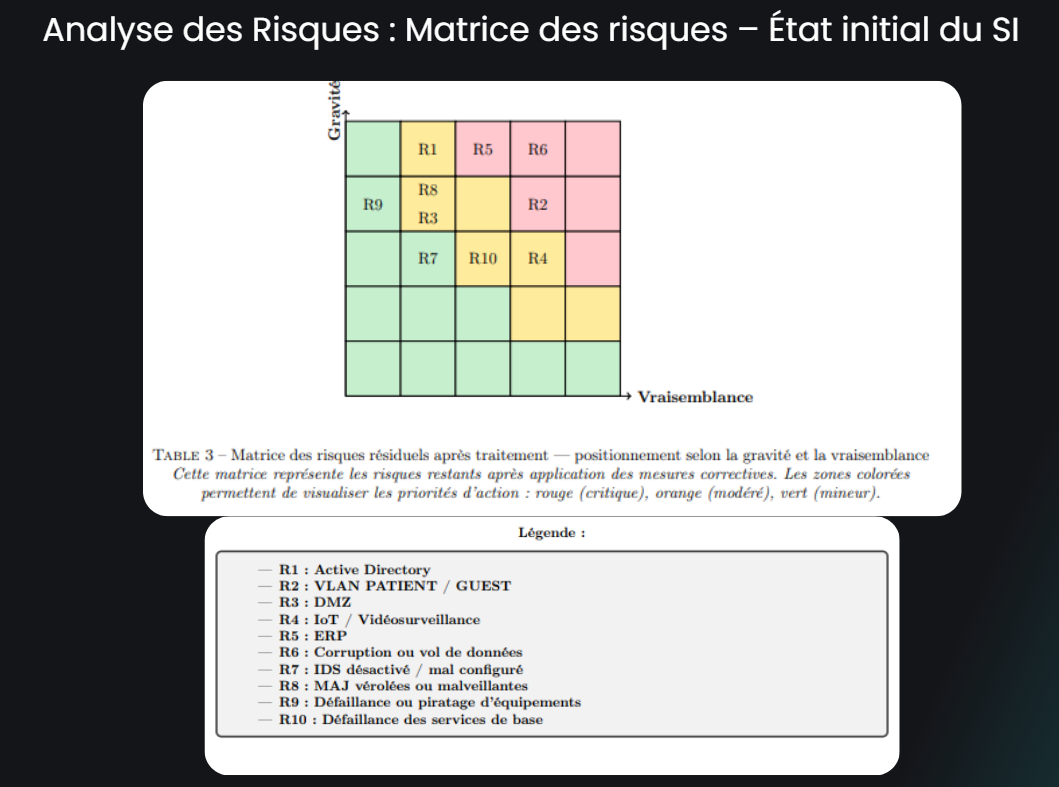 Analyse des Risques : Matrice des risques – État initial du SI
Gravité
R1 R5 R6
R8
R9 R2
R3
R7 R10 R4
Vraisemblance
TABLE 3 – Matrice des risques résiduels après traitement — positionnement selon la gravité et la vraisemblance
Cette matrice représente les risques restants après application des mesures correctives. Les zones colorées
permettent de visualiser les priorités d'action : rouge (critique), orange (modéré), vert (mineur).
Légende :
— R1 : Active Directory
— R2 : VLAN PATIENT / GUEST
— R3 : DMZ
— R4 : IoT / Vidéosurveillance
— R5 : ERP
— R6 : Corruption ou vol de données
— R7 : IDS désactivé / mal configuré
— R8 : MAJ vérolées ou malveillantes
— R9 : Défaillance ou piratage d'équipements
— R10 : Défaillance des services de base